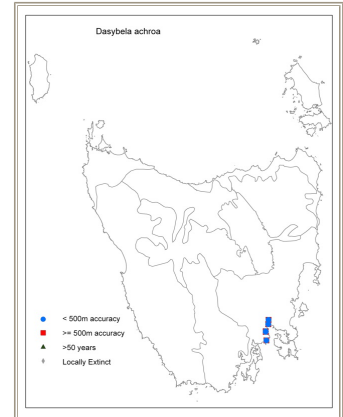 Dasybela achroa
< 500m accuracy
>= 500m accuracy
>50 years
Locally Extinct